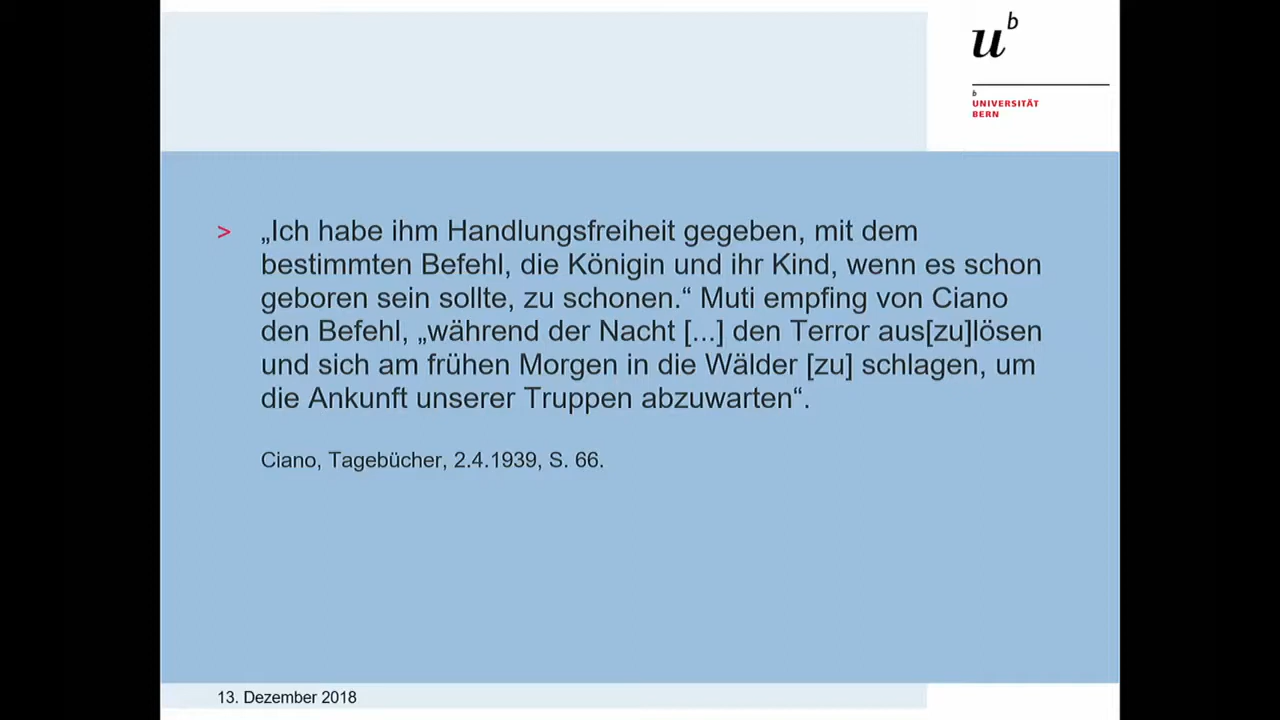 u
b
b
UNIVERSITÄT
BERN
> „Ich habe ihm Handlungsfreiheit gegeben, mit dem
bestimmten Befehl, die Königin und ihr Kind, wenn es schon
geboren sein sollte, zu schonen.“ Muti empfing von Ciano
den Befehl, „während der Nacht [...] den Terror aus[zu]lösen
und sich am frühen Morgen in die Wälder [zu] schlagen, um
die Ankunft unserer Truppen abzuwarten“.
Ciano, Tagebücher, 2.4.1939, S. 66.
13. Dezember 2018